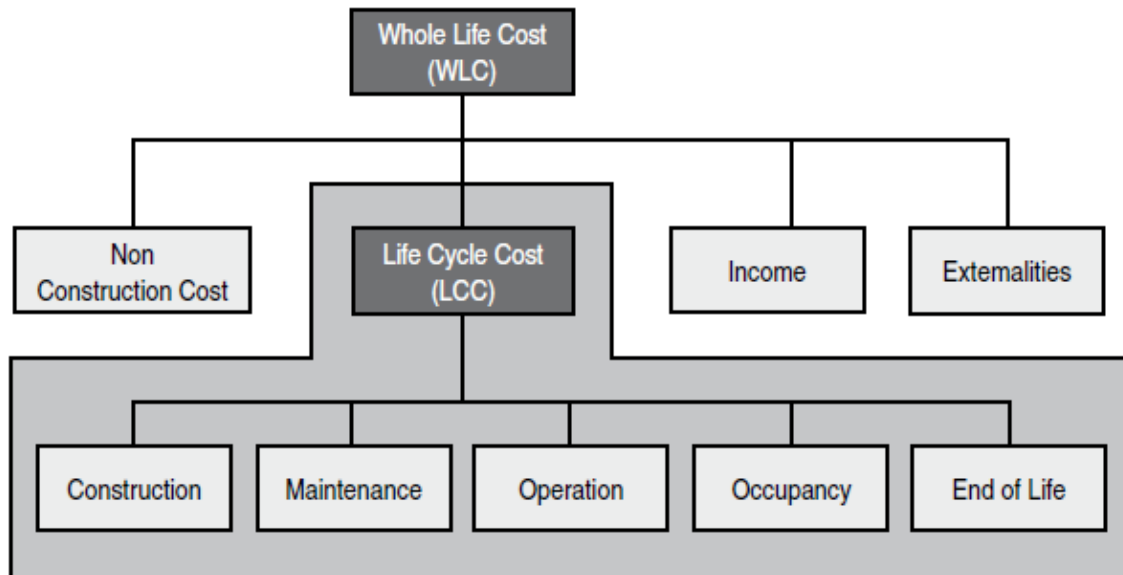 Whole Life Cost
(WLC)
Non
Construction Cost
Life Cycle Cost
(LCC)
Income
Extemalities
Construction
Maintenance
Operation
Occupancy
End of Life